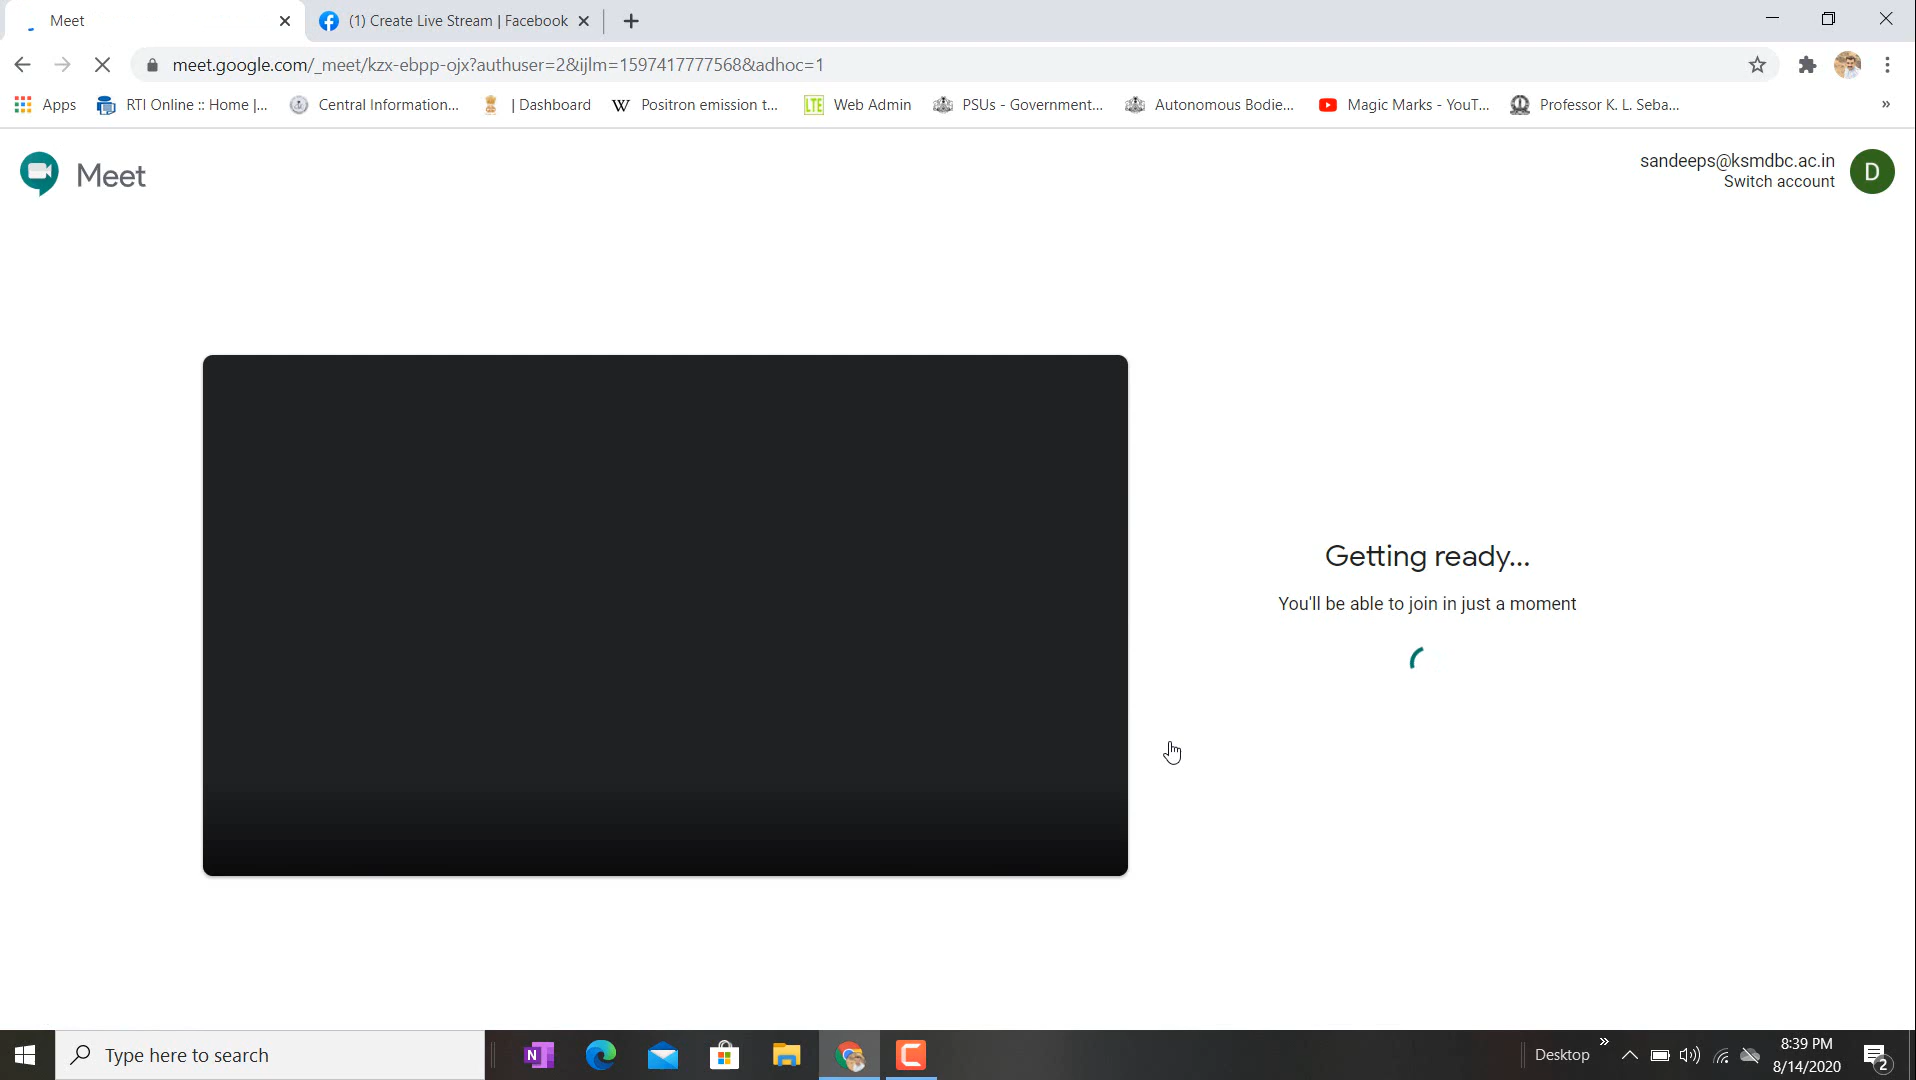 Meet
(1) Create Live Stream | Facebook
meet.google.com/_meet/kzx-ebpp-ojx?authuser=2&ijlm=1597417777568&adhoc=1
Apps
RTI Online :: Home |...
Central Information...
| Dashboard
W Positron emission t...
LTE Web Admin
PSUs - Government...
Autonomous Bodie...
Magic Marks - YouT...
Professor K. L. Seba...
»
Meet
sandeeps@ksmdbc.ac.in
Switch account
D
Getting ready...
You'll be able to join in just a moment
Type here to search
N
Desktop
»
8:39 PM
8/14/2020
2